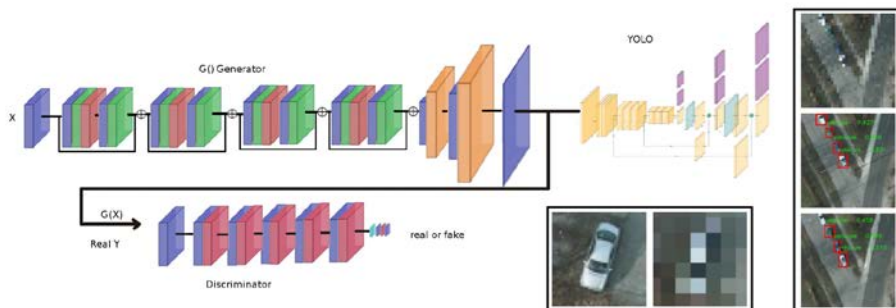 YOLO
G() Generator
X
G(X)
Real Y
real or fake
Discriminator